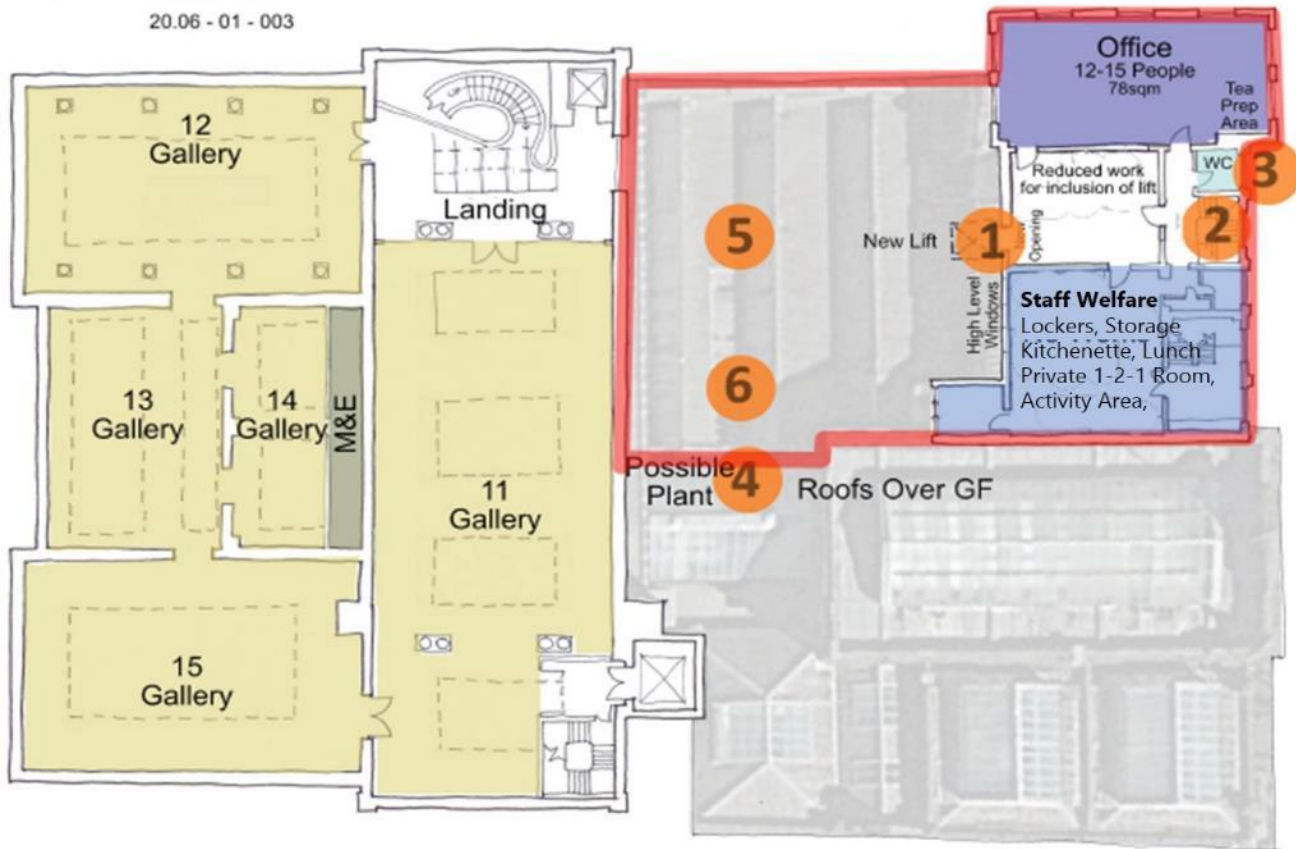 20.06 - 01 - 003
Office
12-15 People
78sqm
Tea
Prep
Area
12
Gallery
WC
3
Reduced work
for inclusion of lift
Landing
5
New Lift
1
Opening
2
High Level
Windows
Staff Welfare
Lockers, Storage
Kitchenette, Lunch
Private 1-2-1 Room,
Activity Area,
6
13
Gallery
14
Gallery
M&E
Possible
Plant
4
Roofs Over GF
11
Gallery
15
Gallery